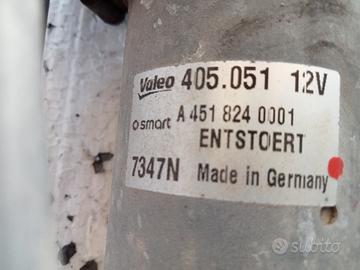 Valeo 405.051 12V
smart A 451 824 0001
ENTSTOERT
7347N Made in Germany
subito